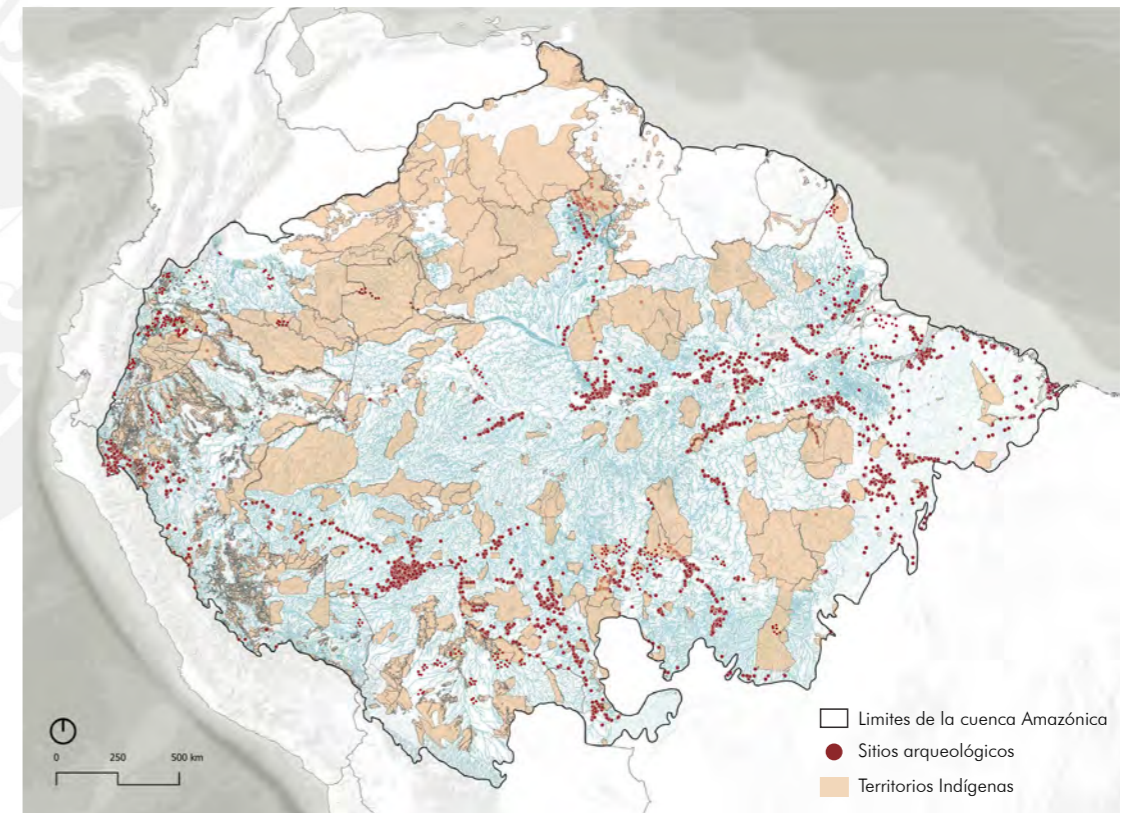 0 250 500 km
Limites de la cuenca Amazónica
Sitios arqueológicos
Territorios Indígenas